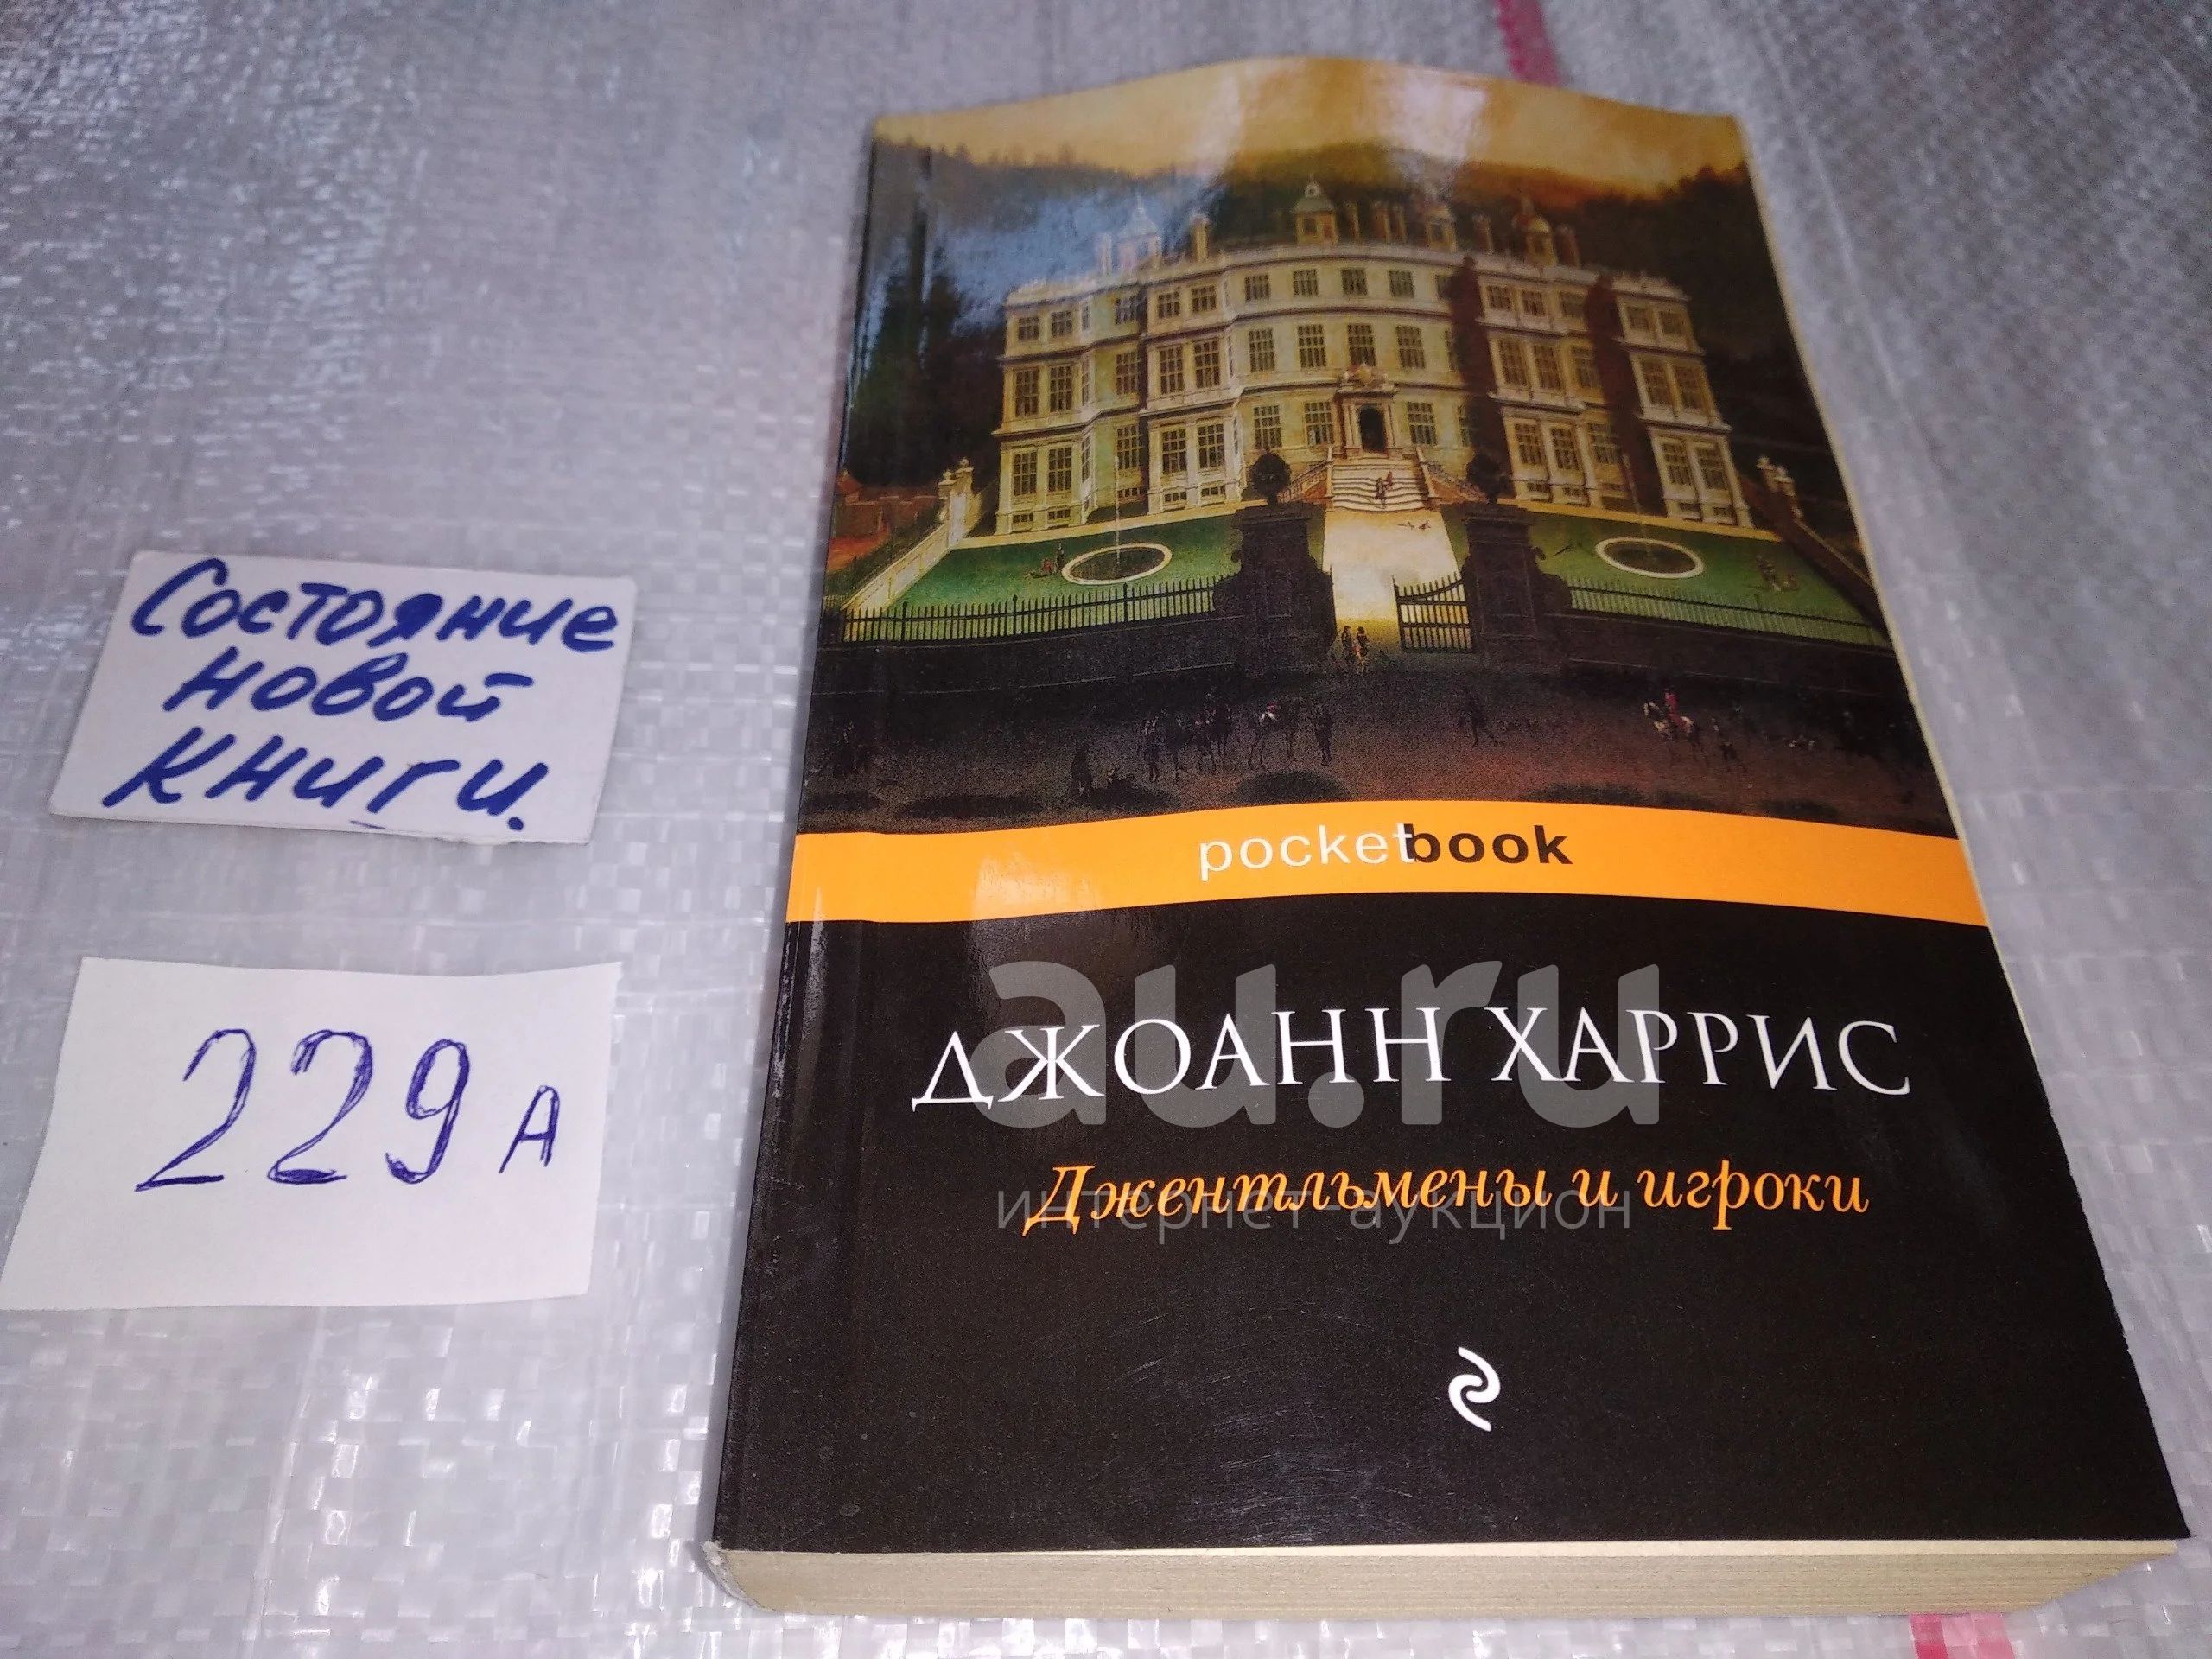 Состояние
новой
книги.
229 А
pocketbook
ДЖОАНН ХАРРИС
Джентльмены и игроки
au.ru
интернет-аукцион